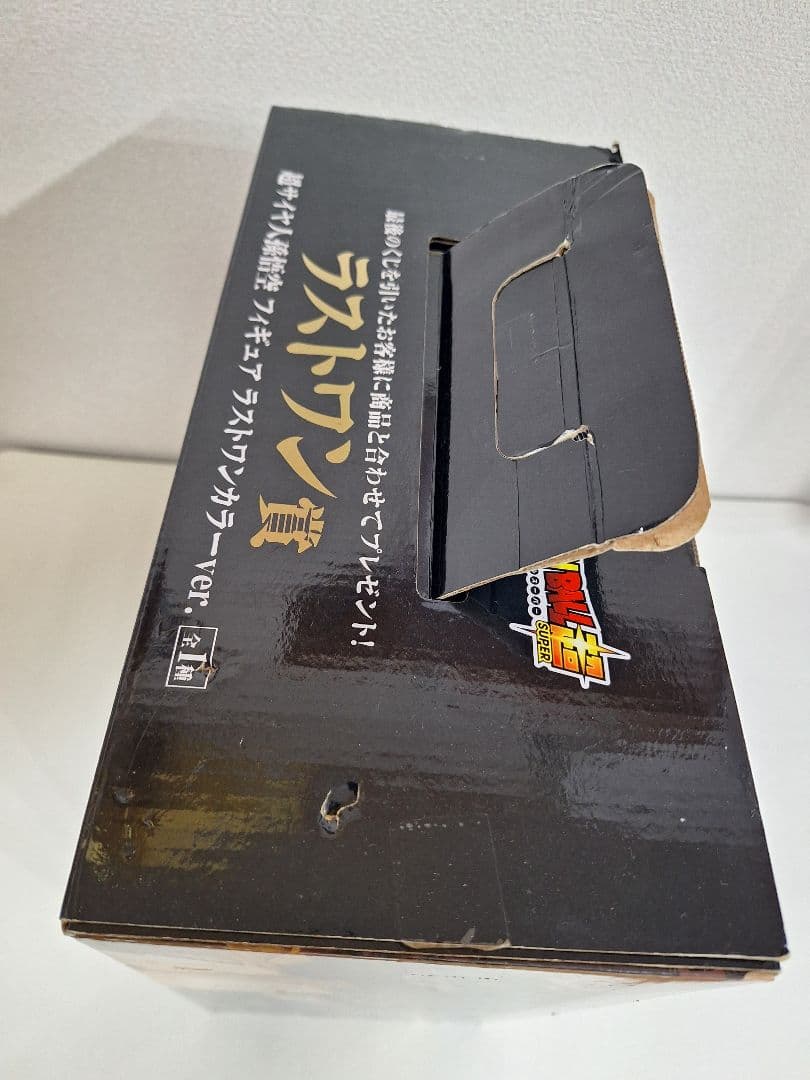 最後のくじを引いたお客様に商品と合わせてプレゼント!
ラストワン賞
超サイヤ人孫悟空 フィギュア ラストワンカラーver.
全1種
BALL
超
SUPER